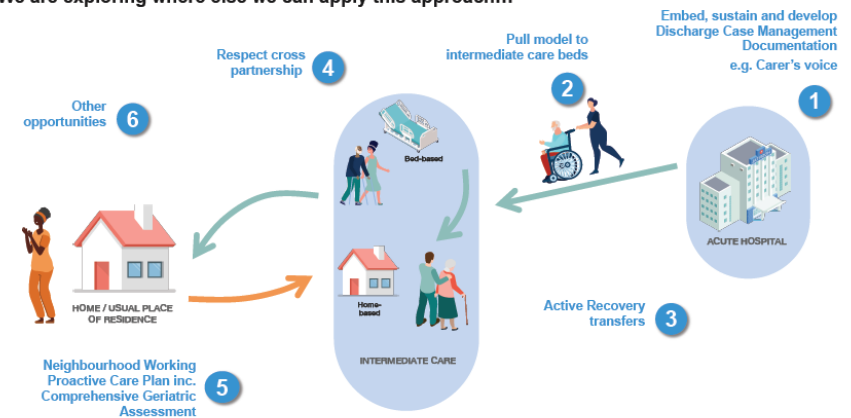 We are exploring where else we can apply this approach…
Embed, sustain and develop
Discharge Case Management
Documentation
e.g. Carer's voice
1
Pull model to
intermediate care beds
2
Respect cross
partnership
4
Other
opportunities
6
Bed-based
ACUTE HOSPITAL
Home-
based
HOME / USUAL PLACE
OF RESIDENCE
Active Recovery
transfers
3
INTERMEDIATE CARE
Neighbourhood Working
Proactive Care Plan inc.
Comprehensive Geriatric
Assessment
5